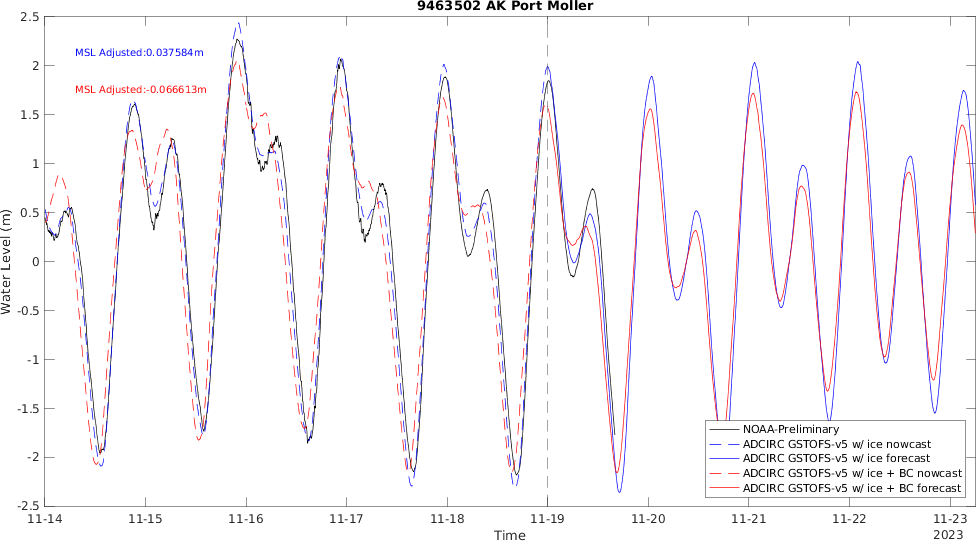 9463502 AK Port Moller
MSL Adjusted:0.037584m
MSL Adjusted:-0.066613m
Water Level (m)
2.5
2
1.5
1
0.5
0
-0.5
-1
-1.5
-2
-2.5
NOAA-Preliminary
ADCIRC GSTOFS-v5 w/ ice nowcast
ADCIRC GSTOFS-v5 w/ ice forecast
ADCIRC GSTOFS-v5 w/ ice + BC nowcast
ADCIRC GSTOFS-v5 w/ ice + BC forecast
11-14 11-15 11-16 11-17 11-18 11-19 11-20 11-21 11-22 11-23
Time 2023